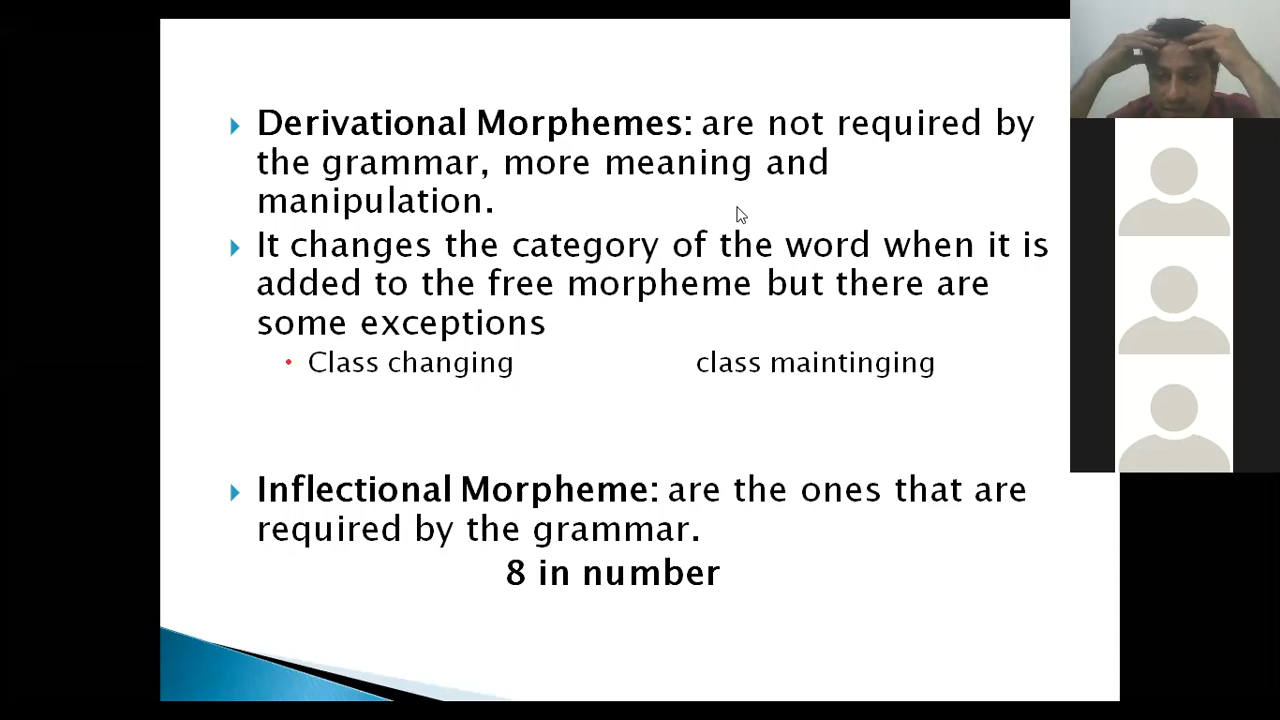 Derivational Morphemes: are not required by
the grammar, more meaning and
manipulation.
It changes the category of the word when it is
added to the free morpheme but there are
some exceptions
Class changing class maintinging
Inflectional Morpheme: are the ones that are
required by the grammar.
8 in number